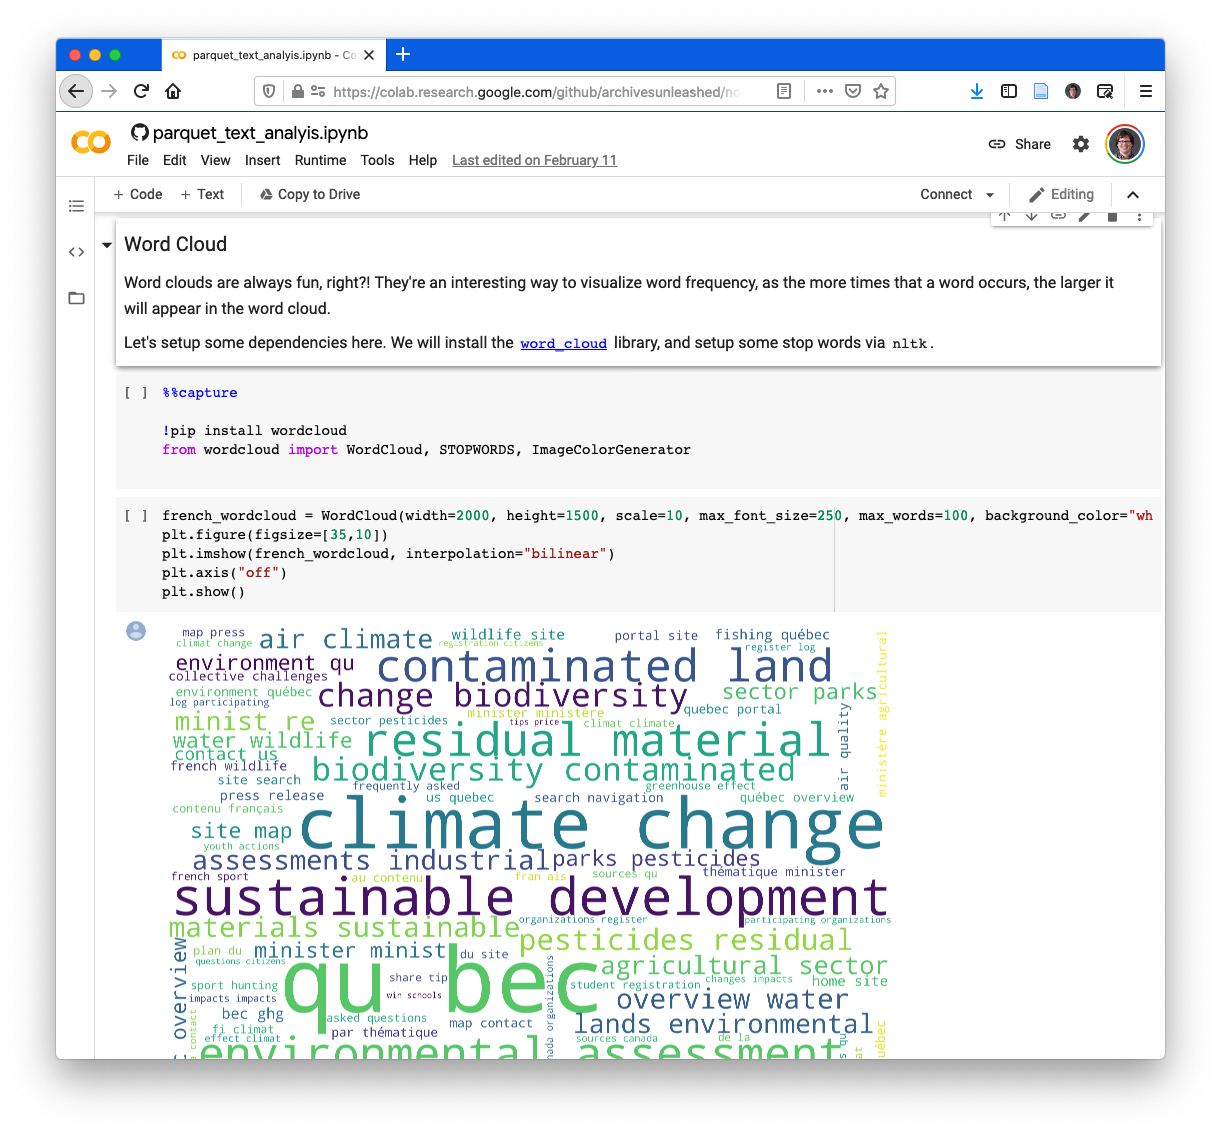 parquet_text_analyis.ipynb - Co
https://colab.research.google.com/github/archivesunleashed/no
parquet_text_analyis.ipynb
File Edit View Insert Runtime Tools Help Last edited on February 11
Share
+ Code + Text Copy to Drive
Connect Editing
Word Cloud
Word clouds are always fun, right?! They're an interesting way to visualize word frequency, as the more times that a word occurs, the larger it
will appear in the word cloud.
Let's setup some dependencies here. We will install the word_cloud library, and setup some stop words via nltk.
[ ] %%capture
!pip install wordcloud
from wordcloud import WordCloud, STOPWORDS, ImageColorGenerator
[ ] french_wordcloud = WordCloud(width=2000, height=1500, scale=10, max_font_size=250, max_words=100, background_color="wh
plt.figure(figsize=[35,10])
plt.imshow(french_wordcloud, interpolation="bilinear")
plt.axis("off")
plt.show()
map press
air climate
wildlife site
portal site
fishing québec
climat change
registration citizens
register log
environment qu
contaminated land
collective challenges
environment québec
change biodiversity
sector parks
log participating
minist re
sector pesticides
minister ministère
tips price
climat climate
quebec portal
water wildlife
residual material
air quality
ministère agricultural
contact us
french wildlife
biodiversity contaminated
site search
frequently asked
greenhouse effect
press release
us quebec
search navigation
québec overview
contenu français
climate change
site map
youth actions
assessments industrial
parks pesticides
french sport
au contenu
fran ais
sources qu
thématique minister
sustainable development
materials sustainable
organizations register
participating organizations
pesticides residual
plan du
minister minist
du site
questions citizens
qu bec
agricultural sector
sport hunting
share tip
student registration
changes impacts
home site
impacts impacts
win schools
overview water
bec ghg
asked questions
map contact
lands environmental
fi climat
par thématique
effect climat
sources canada
de la
environmental assessment
overview
contact
organizations
québec